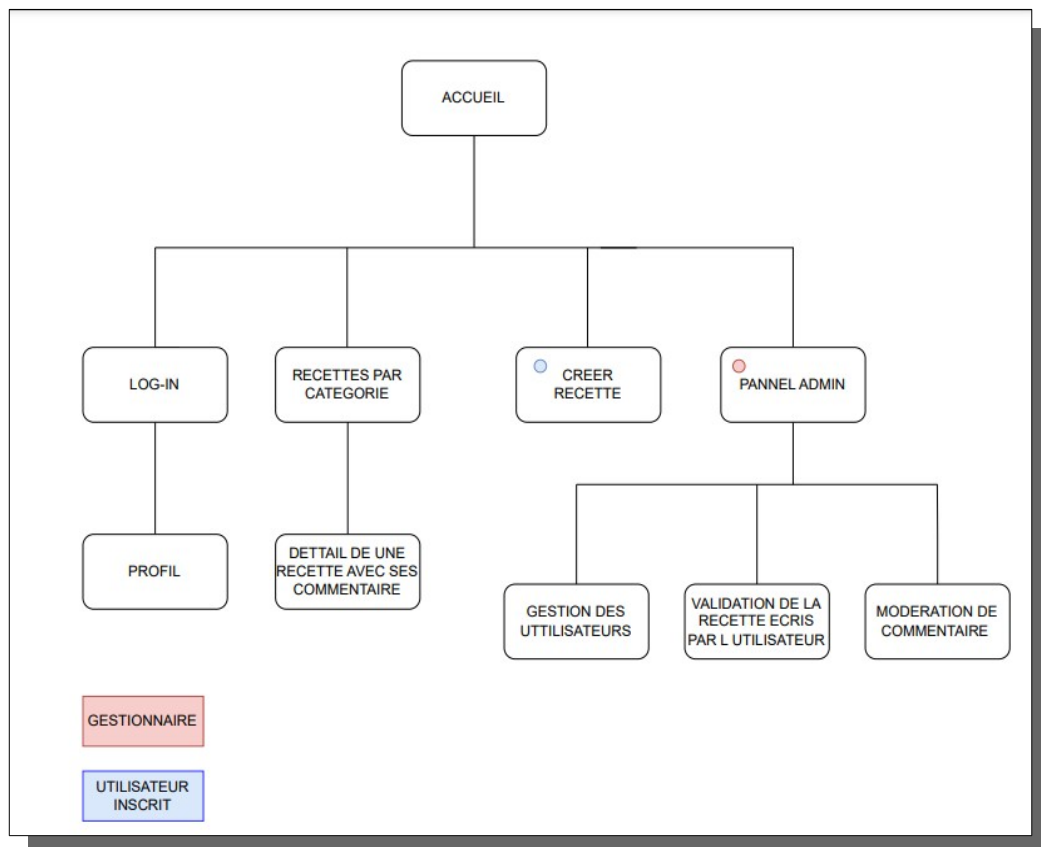 ACCUEIL
LOG-IN
RECETTES PAR
CATEGORIE
CREER
RECETTE
PANNEL ADMIN
PROFIL
DETTAIL DE UNE
RECETTE AVEC SES
COMMENTAIRE
GESTION DES
UTTILISATEURS
VALIDATION DE LA
RECETTE ECRIS
PAR L UTILISATEUR
MODERATION DE
COMMENTAIRE
GESTIONNAIRE
UTILISATEUR
INSCRIT